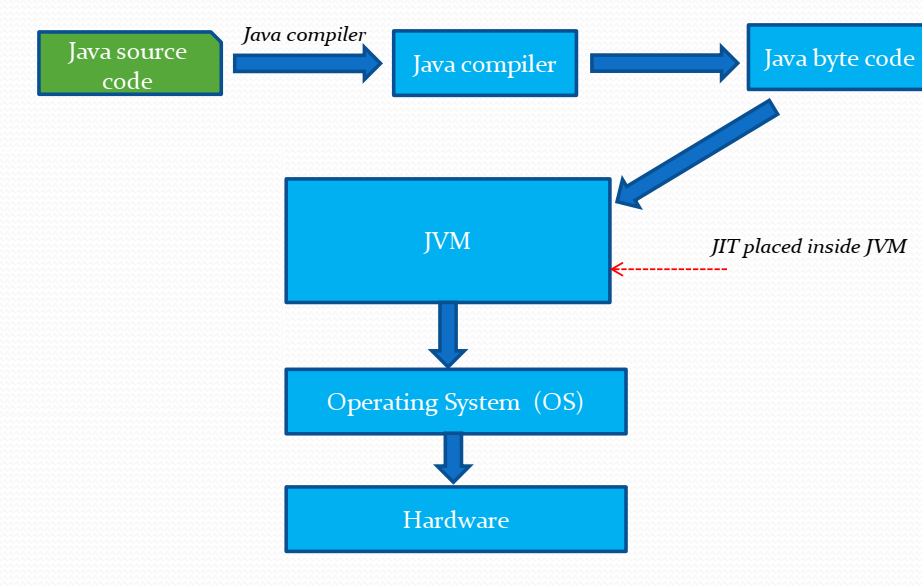 Java compiler
Java source
code
Java compiler
Java byte code
JVM
JIT placed inside JVM
Operating System (OS)
Hardware